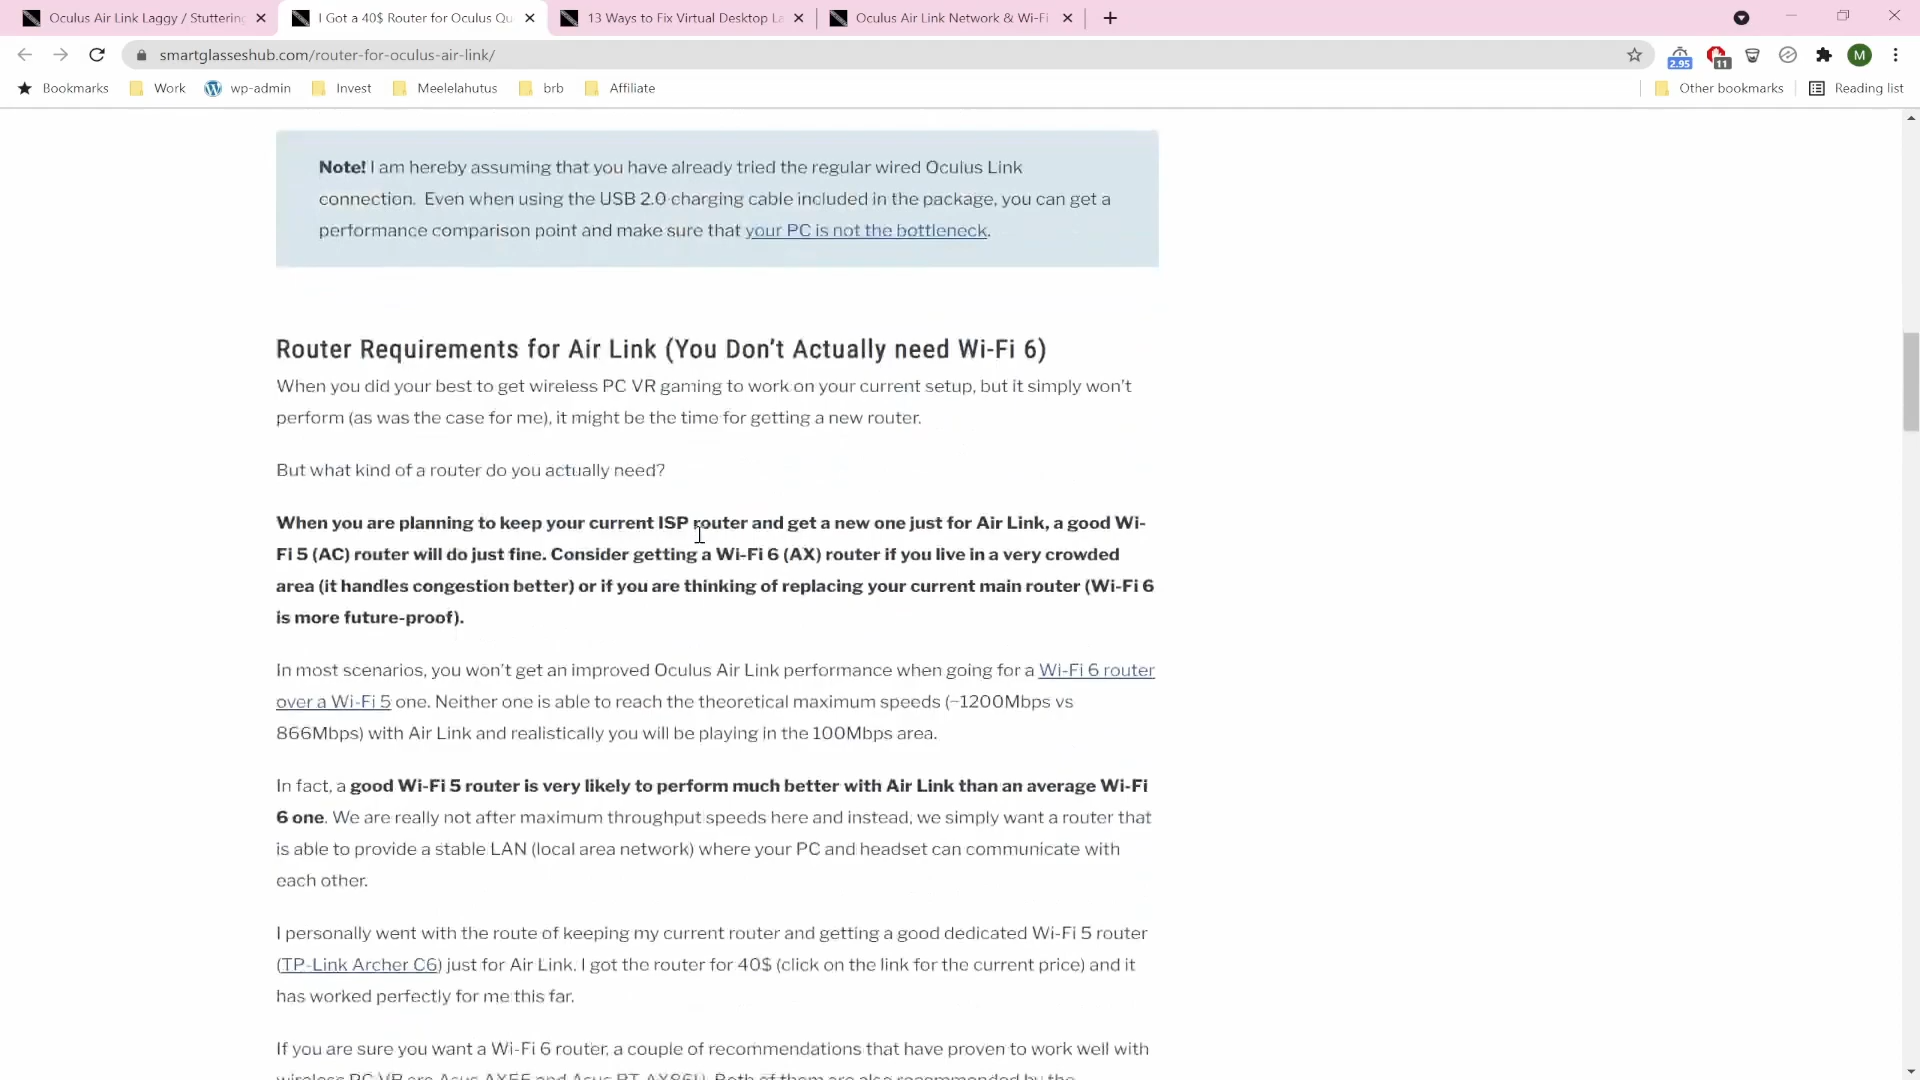 Oculus Air Link Laggy / Stuttering
I Got a 40$ Router for Oculus Qu
13 Ways to Fix Virtual Desktop La
Oculus Air Link Network & Wi-Fi
smartglasseshub.com/router-for-oculus-air-link/
2.95
11
M
Bookmarks
Work
wp-admin
Invest
Meelelahutus
brb
Affiliate
Other bookmarks
Reading list
Note! I am hereby assuming that you have already tried the regular wired Oculus Link
connection. Even when using the USB 2.0 charging cable included in the package, you can get a
performance comparison point and make sure that your PC is not the bottleneck.
Router Requirements for Air Link (You Don't Actually need Wi-Fi 6)
When you did your best to get wireless PC VR gaming to work on your current setup, but it simply won't
perform (as was the case for me), it might be the time for getting a new router.
But what kind of a router do you actually need?
When you are planning to keep your current ISP router and get a new one just for Air Link, a good Wi-
Fi 5 (AC) router will do just fine. Consider getting a Wi-Fi 6 (AX) router if you live in a very crowded
area (it handles congestion better) or if you are thinking of replacing your current main router (Wi-Fi 6
is more future-proof).
In most scenarios, you won't get an improved Oculus Air Link performance when going for a Wi-Fi 6 router
over a Wi-Fi 5 one. Neither one is able to reach the theoretical maximum speeds (~1200Mbps vs
866Mbps) with Air Link and realistically you will be playing in the 100Mbps area.
In fact, a good Wi-Fi 5 router is very likely to perform much better with Air Link than an average Wi-Fi
6 one. We are really not after maximum throughput speeds here and instead, we simply want a router that
is able to provide a stable LAN (local area network) where your PC and headset can communicate with
each other.
I personally went with the route of keeping my current router and getting a good dedicated Wi-Fi 5 router
(TP-Link Archer C6) just for Air Link. I got the router for 40$ (click on the link for the current price) and it
has worked perfectly for me this far.
If you are sure you want a Wi-Fi 6 router, a couple of recommendations that have proven to work well with
wireless PC VR are Asus and Asus Both of them are also recommended by the